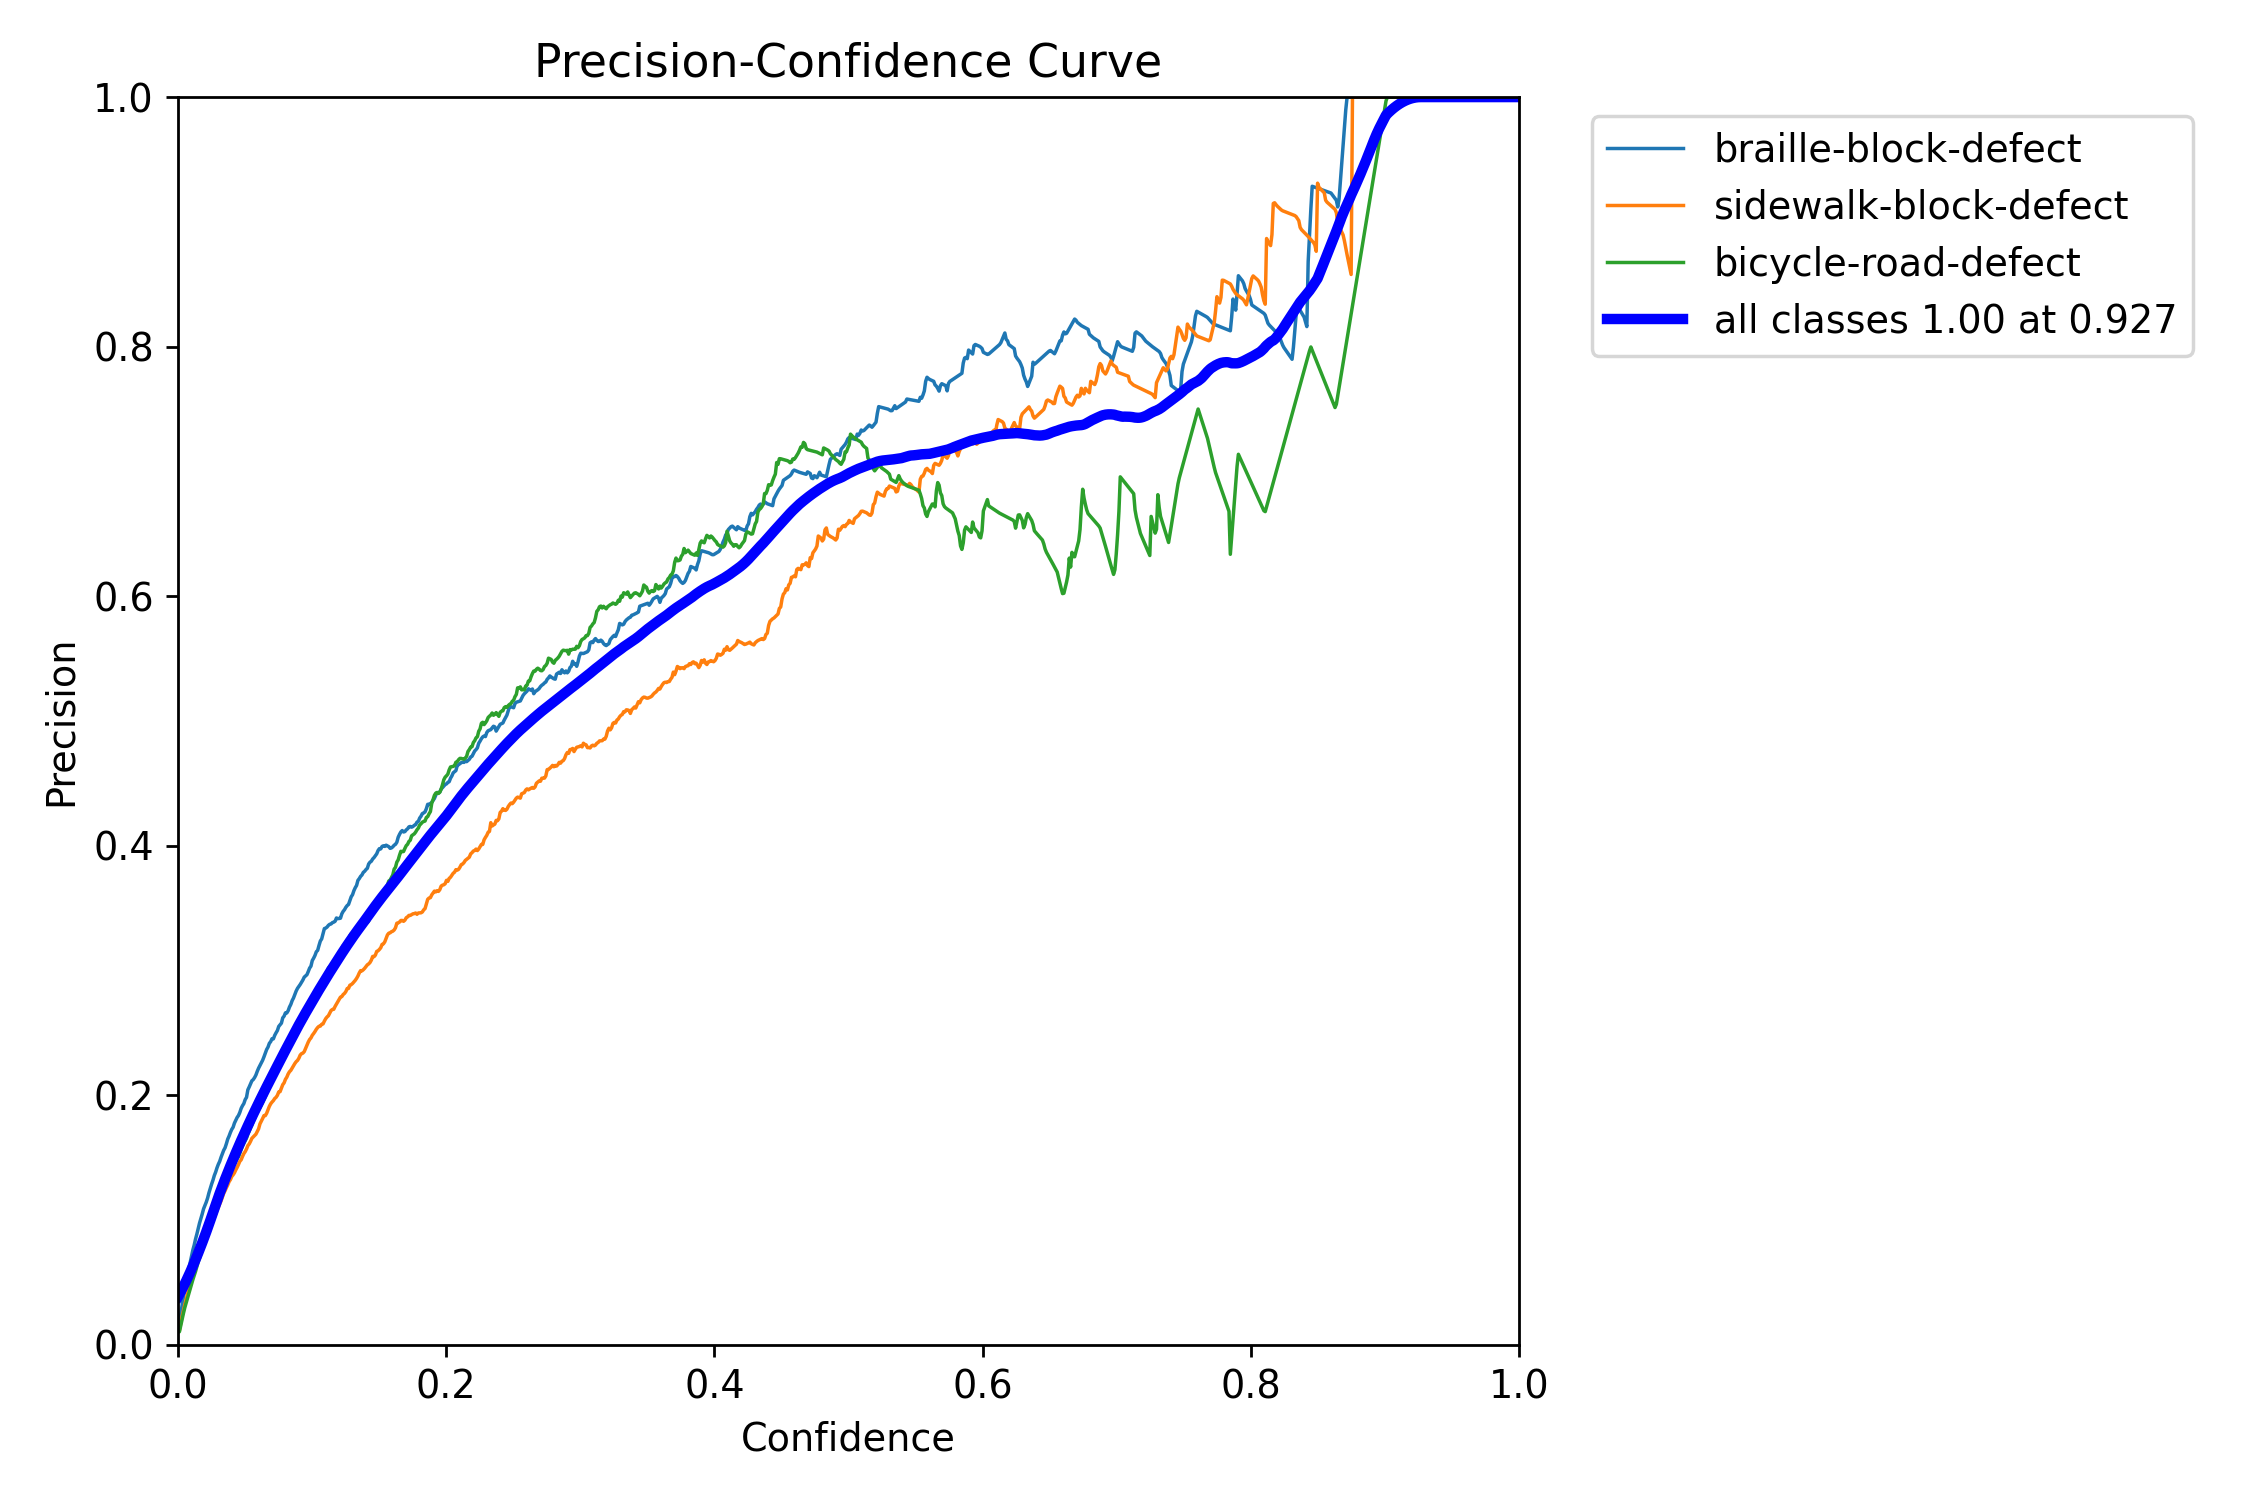 Precision-Confidence Curve
1.0
0.8
0.6
0.4
0.2
0.0
Precision
0.0 0.2 0.4 0.6 0.8 1.0
Confidence
braille-block-defect
sidewalk-block-defect
bicycle-road-defect
all classes 1.00 at 0.927